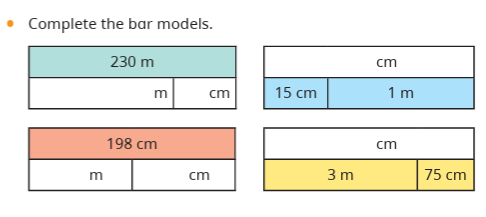 Complete the bar models.
230 m
m cm
cm
15 cm 1 m
198 cm
m cm
cm
3 m 75 cm